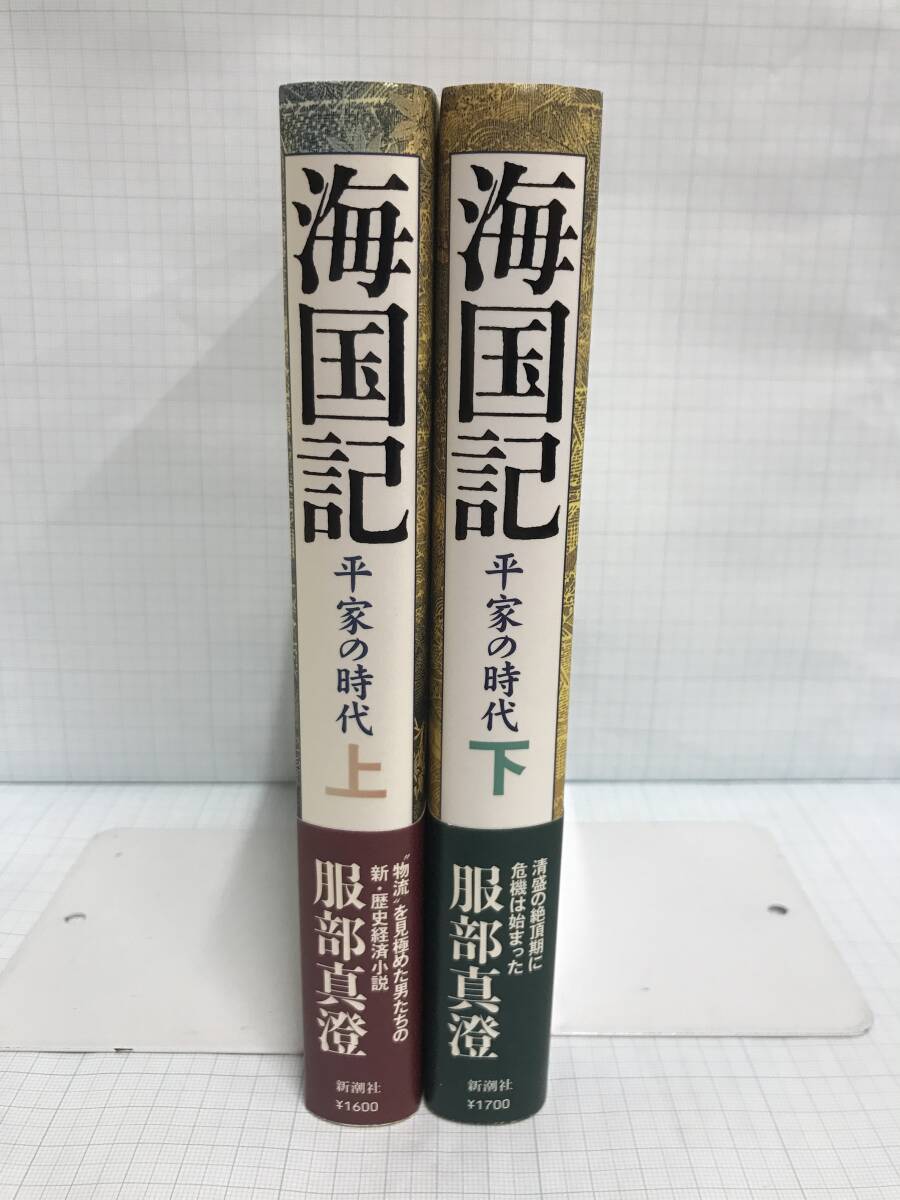 海国記
平家の時代
上
"物流"を見極めた男たちの
新・歴史経済小説
服部真澄
新潮社
¥1600
海国記
平家の時代
下
清盛の絶頂期に
危機は始まった
服部真澄
新潮社
¥1700